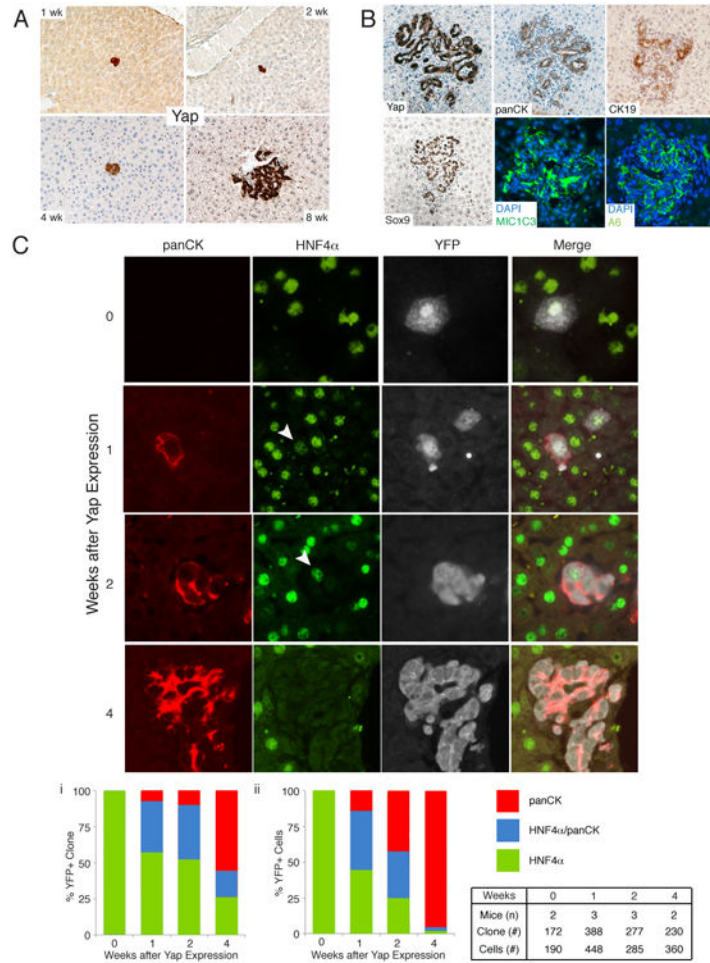 A
B
1 wk
2 wk
Yap
4 wk
8 wk
Yap
panCK
CK19
Sox9
DAPI
MIC1C3
DAPI
A6
C
panCK
HNF4α
YFP
Merge
Weeks after Yap Expression
0
1
2
4
i
% YFP+ Clone
100
75
50
25
0
0 1 2 4
Weeks after Yap Expression
ii
% YFP+ Cells
100
75
50
25
0
0 1 2 4
Weeks after Yap Expression
panCK
HNF4α/panCK
HNF4α
Weeks 0 1 2 4
Mice (n) 2 3 3 2
Clone (#) 172 388 277 230
Cells (#) 190 448 285 360